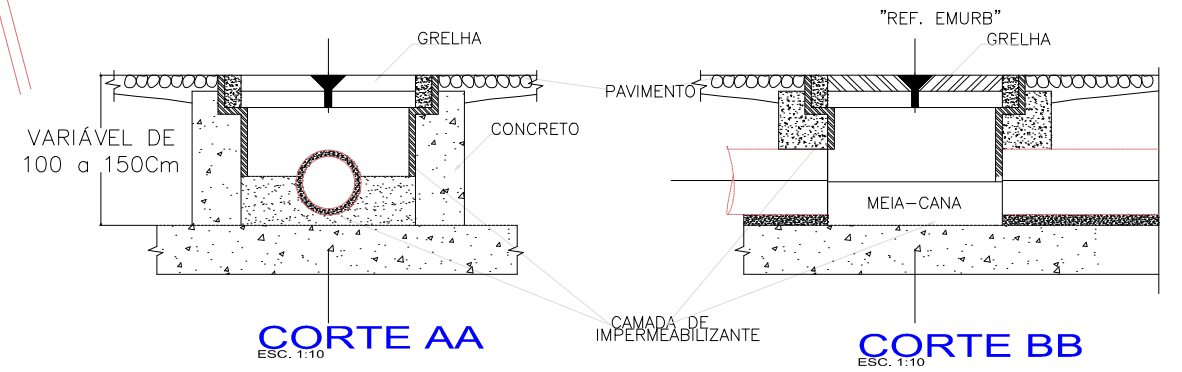 "REF. EMURB"
GRELHA
GRELHA
PAVIMENTO
CONCRETO
VARIÁVEL DE
100 a 150Cm
MEIA-CANA
CAMADA DE
IMPERMEABILIZANTE
CORTE AA
ESC. 1:10
CORTE BB
ESC. 1:10